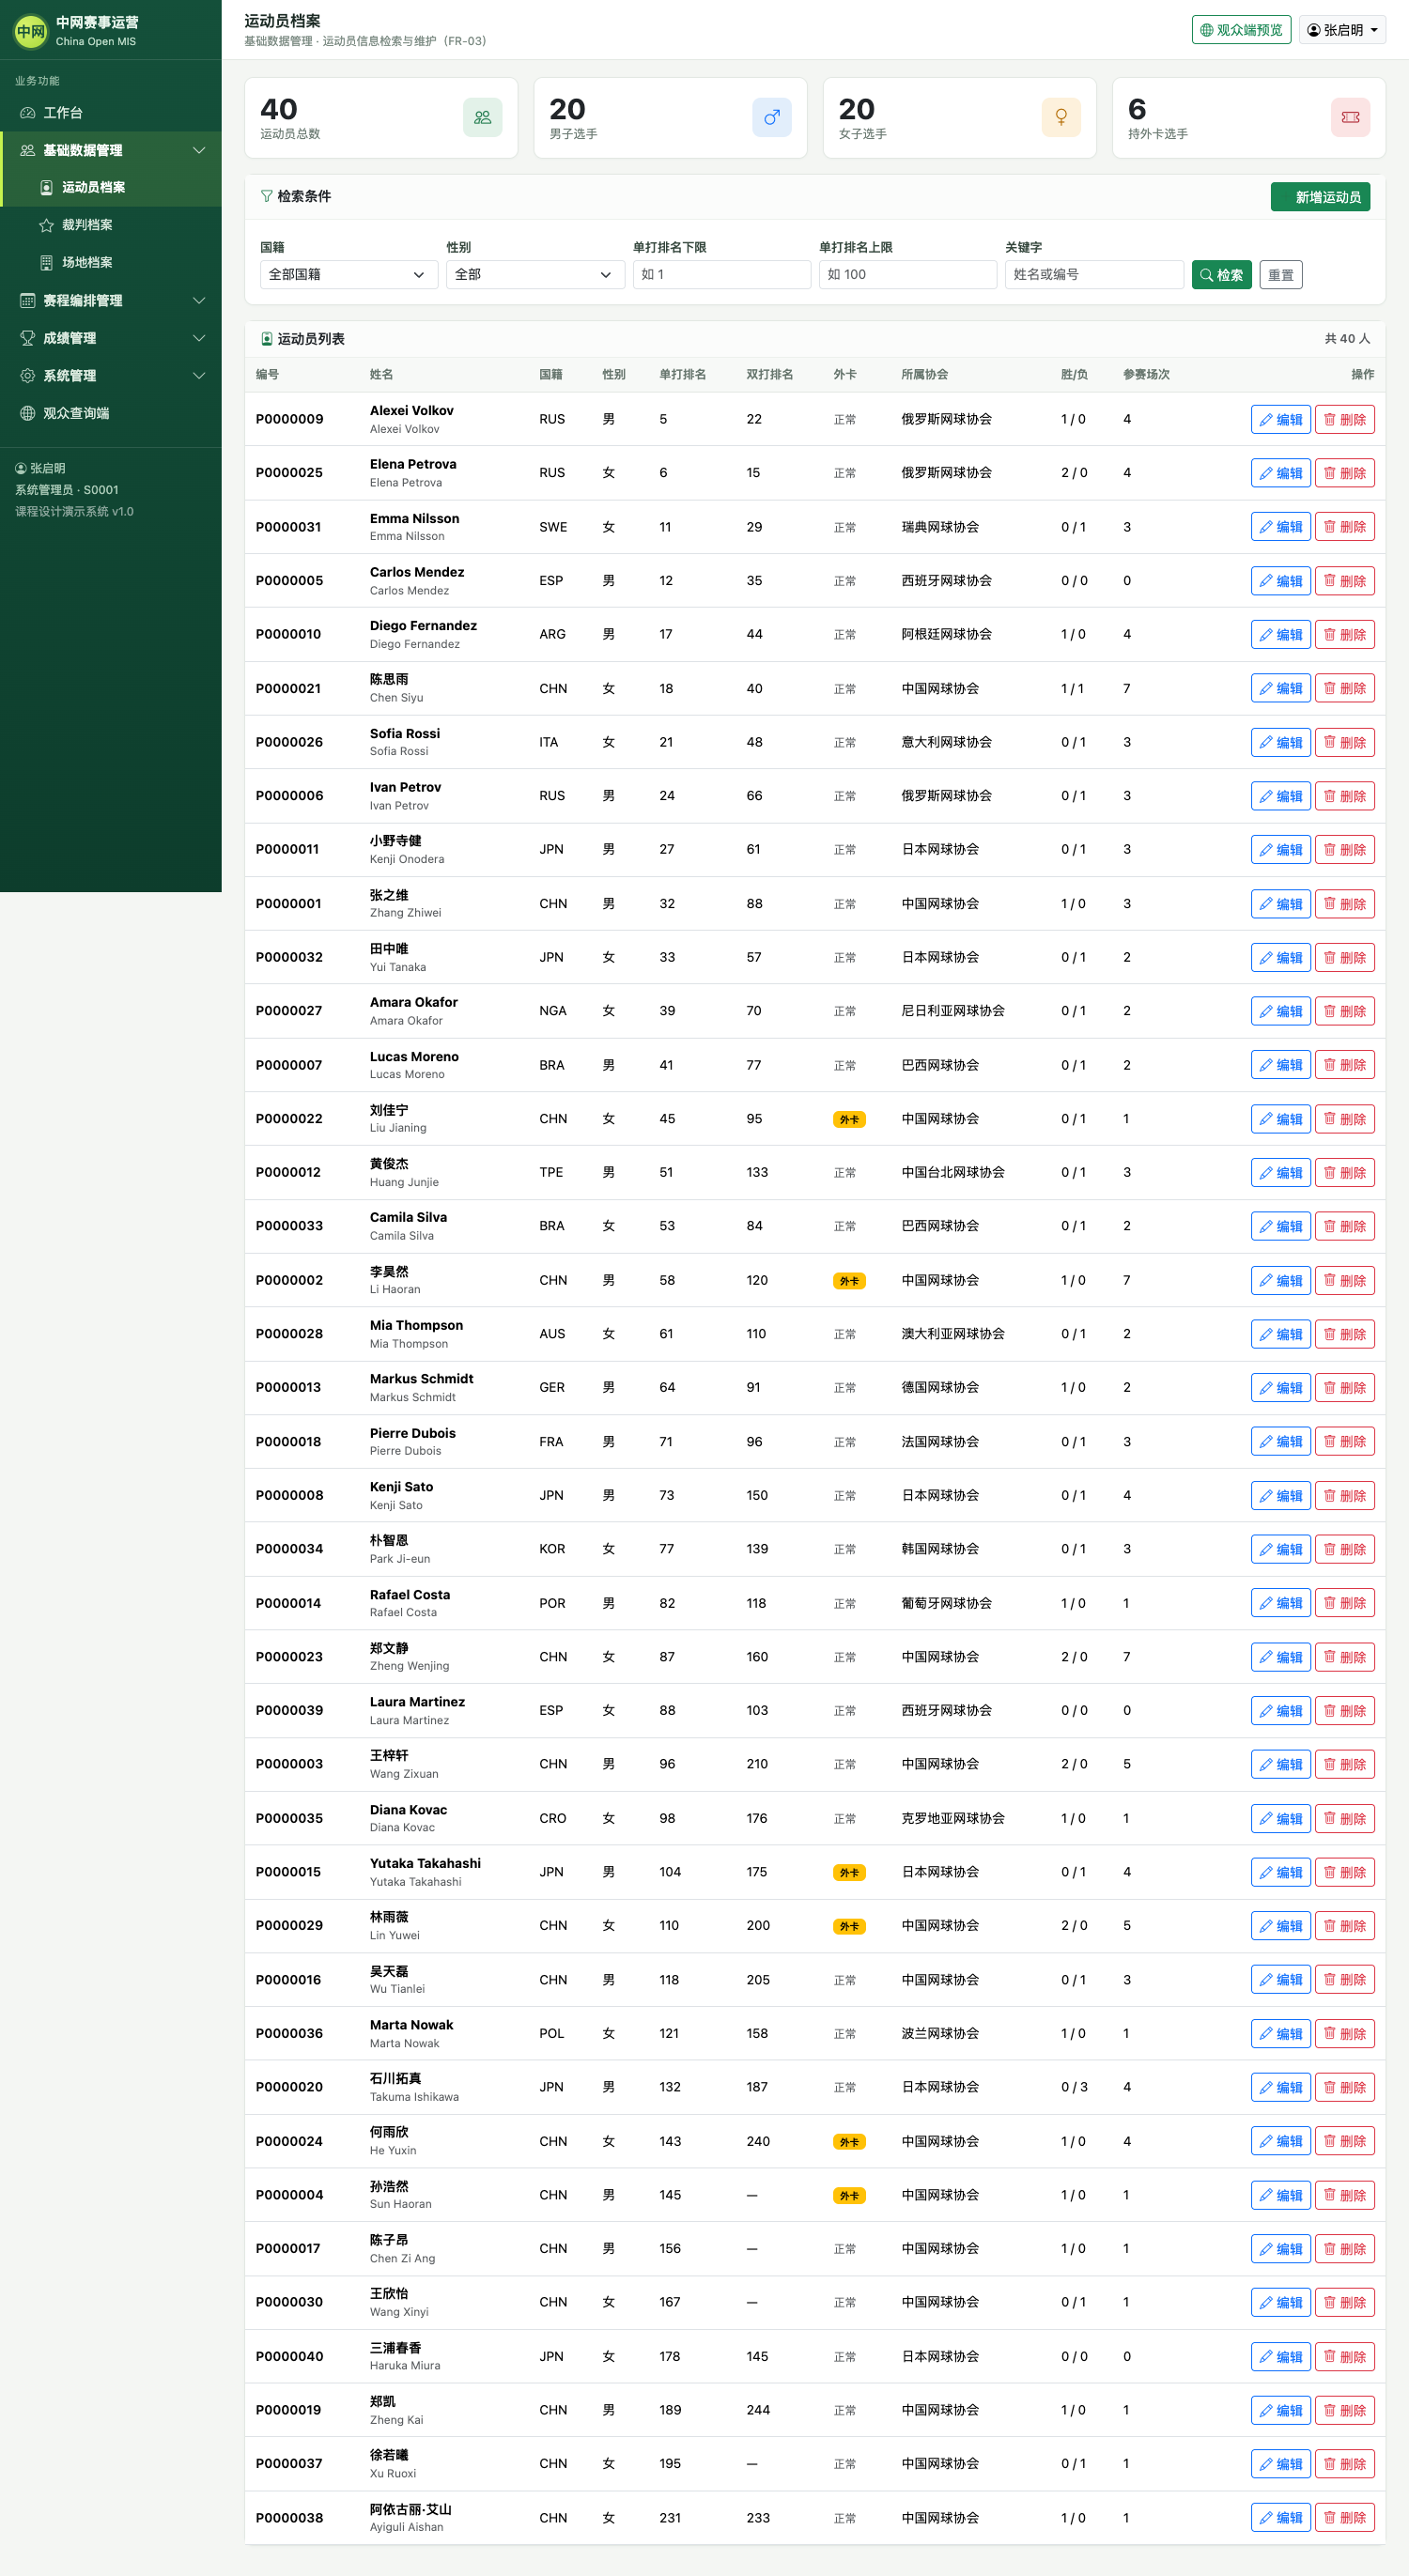 中网
中网赛事运营
China Open MIS
业务功能
工作台
基础数据管理
运动员档案
裁判档案
场地档案
赛程编排管理
成绩管理
系统管理
观众查询端
张启明
系统管理员 · S0001
课程设计演示系统 v1.0
运动员档案
基础数据管理 · 运动员信息检索与维护（FR-03）
观众端预览 张启明
40
运动员总数
20
男子选手
20
女子选手
6
持外卡选手
检索条件 新增运动员
国籍 性别 单打排名下限 单打排名上限 关键字
全部国籍 全部 如 1 如 100 姓名或编号 检索 重置
运动员列表 共 40 人
编号 姓名 国籍 性别 单打排名 双打排名 外卡 所属协会 胜/负 参赛场次 操作
P0000009 Alexei Volkov RUS 男 5 22 正常 俄罗斯网球协会 1 / 0 4 编辑 删除
Alexei Volkov
P0000025 Elena Petrova RUS 女 6 15 正常 俄罗斯网球协会 2 / 0 4 编辑 删除
Elena Petrova
P0000031 Emma Nilsson SWE 女 11 29 正常 瑞典网球协会 0 / 1 3 编辑 删除
Emma Nilsson
P0000005 Carlos Mendez ESP 男 12 35 正常 西班牙网球协会 0 / 0 0 编辑 删除
Carlos Mendez
P0000010 Diego Fernandez ARG 男 17 44 正常 阿根廷网球协会 1 / 0 4 编辑 删除
Diego Fernandez
P0000021 陈思雨 CHN 女 18 40 正常 中国网球协会 1 / 1 7 编辑 删除
Chen Siyu
P0000026 Sofia Rossi ITA 女 21 48 正常 意大利网球协会 0 / 1 3 编辑 删除
Sofia Rossi
P0000006 Ivan Petrov RUS 男 24 66 正常 俄罗斯网球协会 0 / 1 3 编辑 删除
Ivan Petrov
P0000011 小野寺健 JPN 男 27 61 正常 日本网球协会 0 / 1 3 编辑 删除
Kenji Onodera
P0000001 张之维 CHN 男 32 88 正常 中国网球协会 1 / 0 3 编辑 删除
Zhang Zhiwei
P0000032 田中唯 JPN 女 33 57 正常 日本网球协会 0 / 1 2 编辑 删除
Yui Tanaka
P0000027 Amara Okafor NGA 女 39 70 正常 尼日利亚网球协会 0 / 1 2 编辑 删除
Amara Okafor
P0000007 Lucas Moreno BRA 男 41 77 正常 巴西网球协会 0 / 1 2 编辑 删除
Lucas Moreno
P0000022 刘佳宁 CHN 女 45 95 外卡 中国网球协会 0 / 1 1 编辑 删除
Liu Jianing
P0000012 黄俊杰 TPE 男 51 133 正常 中国台北网球协会 0 / 1 3 编辑 删除
Huang Junjie
P0000033 Camila Silva BRA 女 53 84 正常 巴西网球协会 0 / 1 2 编辑 删除
Camila Silva
P0000002 李昊然 CHN 男 58 120 外卡 中国网球协会 1 / 0 7 编辑 删除
Li Haoran
P0000028 Mia Thompson AUS 女 61 110 正常 澳大利亚网球协会 0 / 1 2 编辑 删除
Mia Thompson
P0000013 Markus Schmidt GER 男 64 91 正常 德国网球协会 1 / 0 2 编辑 删除
Markus Schmidt
P0000018 Pierre Dubois FRA 男 71 96 正常 法国网球协会 0 / 1 3 编辑 删除
Pierre Dubois
P0000008 Kenji Sato JPN 男 73 150 正常 日本网球协会 0 / 1 4 编辑 删除
Kenji Sato
P0000034 朴智恩 KOR 女 77 139 正常 韩国网球协会 0 / 1 3 编辑 删除
Park Ji-eun
P0000014 Rafael Costa POR 男 82 118 正常 葡萄牙网球协会 1 / 0 1 编辑 删除
Rafael Costa
P0000023 郑文静 CHN 女 87 160 正常 中国网球协会 2 / 0 7 编辑 删除
Zheng Wenjing
P0000039 Laura Martinez ESP 女 88 103 正常 西班牙网球协会 0 / 0 0 编辑 删除
Laura Martinez
P0000003 王梓轩 CHN 男 96 210 正常 中国网球协会 2 / 0 5 编辑 删除
Wang Zixuan
P0000035 Diana Kovac CRO 女 98 176 正常 克罗地亚网球协会 1 / 0 1 编辑 删除
Diana Kovac
P0000015 Yutaka Takahashi JPN 男 104 175 外卡 日本网球协会 0 / 1 4 编辑 删除
Yutaka Takahashi
P0000029 林雨薇 CHN 女 110 200 外卡 中国网球协会 2 / 0 5 编辑 删除
Lin Yuwei
P0000016 吴天磊 CHN 男 118 205 正常 中国网球协会 0 / 1 3 编辑 删除
Wu Tianlei
P0000036 Marta Nowak POL 女 121 158 正常 波兰网球协会 1 / 0 1 编辑 删除
Marta Nowak
P0000020 石川拓真 JPN 男 132 187 正常 日本网球协会 0 / 3 4 编辑 删除
Takuma Ishikawa
P0000024 何雨欣 CHN 女 143 240 外卡 中国网球协会 1 / 0 4 编辑 删除
He Yuxin
P0000004 孙浩然 CHN 男 145 — 外卡 中国网球协会 1 / 0 1 编辑 删除
Sun Haoran
P0000017 陈子昂 CHN 男 156 — 正常 中国网球协会 1 / 0 1 编辑 删除
Chen Zi Ang
P0000030 王欣怡 CHN 女 167 — 正常 中国网球协会 0 / 1 1 编辑 删除
Wang Xinyi
P0000040 三浦春香 JPN 女 178 145 正常 日本网球协会 0 / 0 0 编辑 删除
Haruka Miura
P0000019 郑凯 CHN 男 189 244 正常 中国网球协会 1 / 0 1 编辑 删除
Zheng Kai
P0000037 徐若曦 CHN 女 195 — 正常 中国网球协会 0 / 1 1 编辑 删除
Xu Ruoxi
P0000038 阿依古丽·艾山 CHN 女 231 233 正常 中国网球协会 1 / 0 1 编辑 删除
Ayiguli Aishan